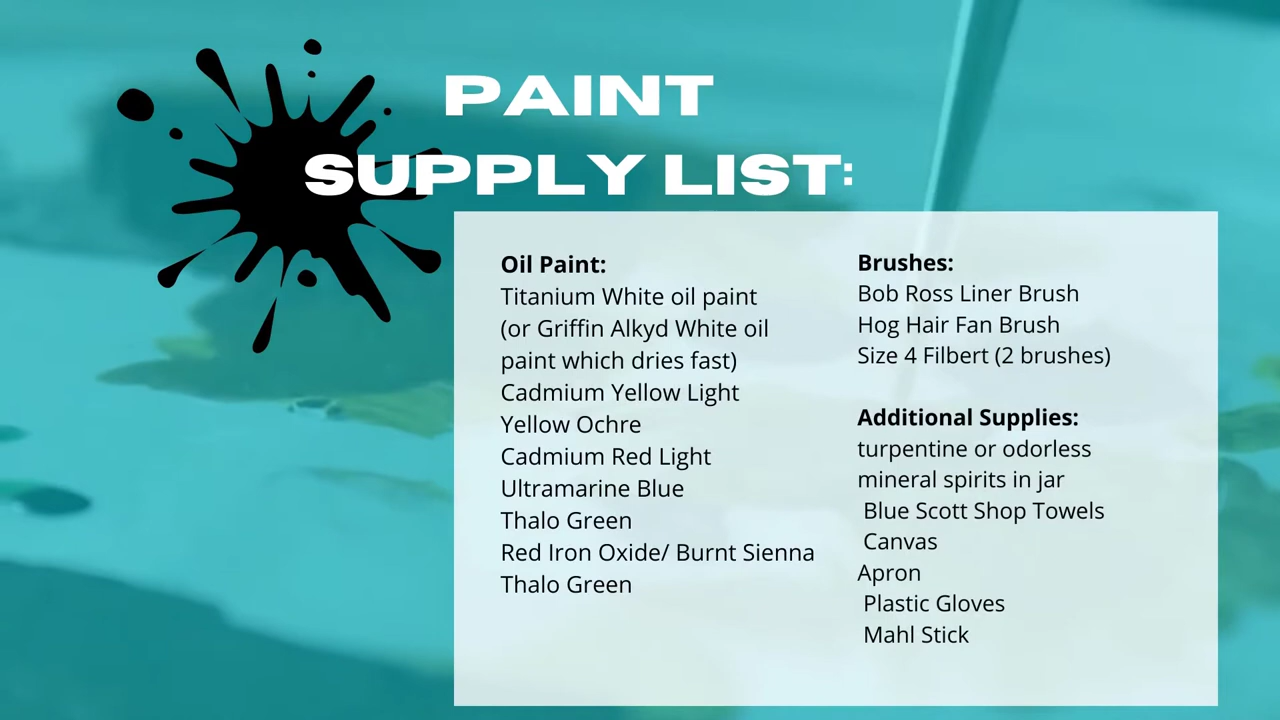 PAINT
SUPPLY LIST:
Oil Paint:
Titanium White oil paint
(or Griffin Alkyd White oil
paint which dries fast)
Cadmium Yellow Light
Yellow Ochre
Cadmium Red Light
Ultramarine Blue
Thalo Green
Red Iron Oxide/ Burnt Sienna
Thalo Green
Brushes:
Bob Ross Liner Brush
Hog Hair Fan Brush
Size 4 Filbert (2 brushes)
Additional Supplies:
turpentine or odorless
mineral spirits in jar
Blue Scott Shop Towels
Canvas
Apron
Plastic Gloves
Mahl Stick